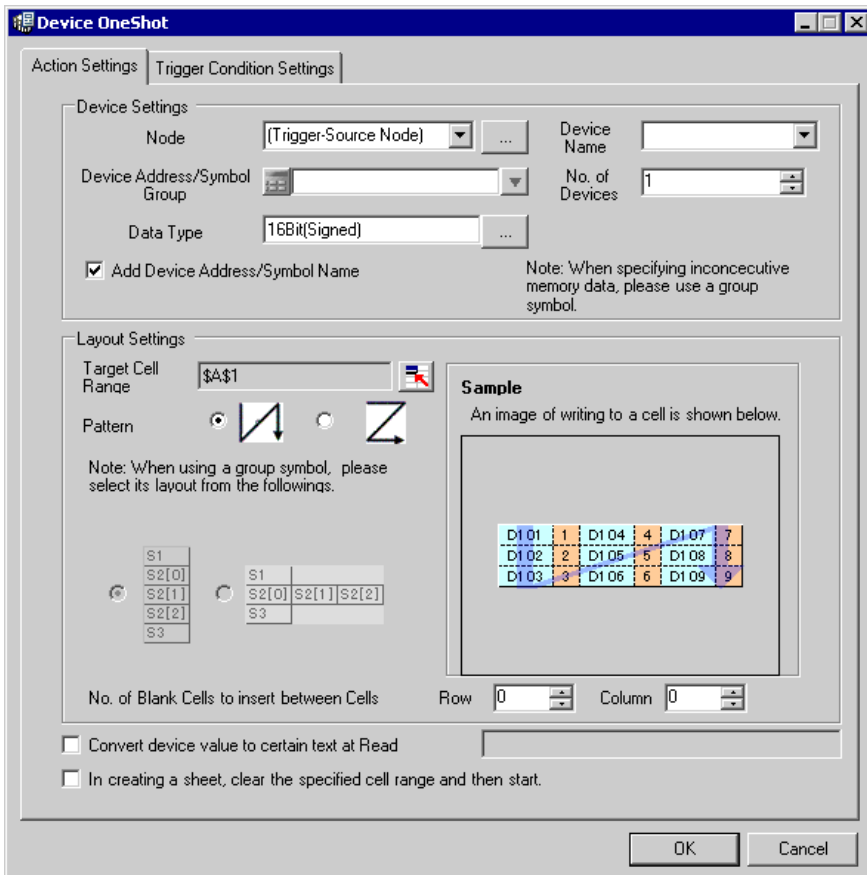 Device OneShot
Action Settings
Trigger Condition Settings
Device Settings
Node
(Trigger-Source Node)
...
Device
Name
Device Address/Symbol
Group
No. of
Devices
1
Data Type
16Bit(Signed)
...
Add Device Address/Symbol Name
Note: When specifying inconcecutive
memory data, please use a group
symbol.
Layout Settings
Target Cell
Range
$A$1
Pattern
Note: When using a group symbol, please
select its layout from the followings.
S1
S2[0]
S2[1]
S2[2]
S3
S1
S2[0] S2[1] S2[2]
S3
Sample
An image of writing to a cell is shown below.
D101 1 D104 4 D107 7
D102 2 D105 5 D108 8
D103 3 D106 6 D109 9
No. of Blank Cells to insert between Cells
Row
0
Column
0
Convert device value to certain text at Read
In creating a sheet, clear the specified cell range and then start.
OK
Cancel